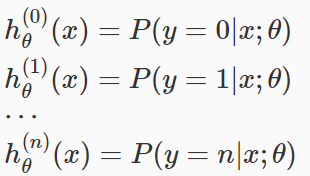 h_θ^(0)(x) = P(y = 0|x; θ)
h_θ^(1)(x) = P(y = 1|x; θ)
⋯
h_θ^(n)(x) = P(y = n|x; θ)